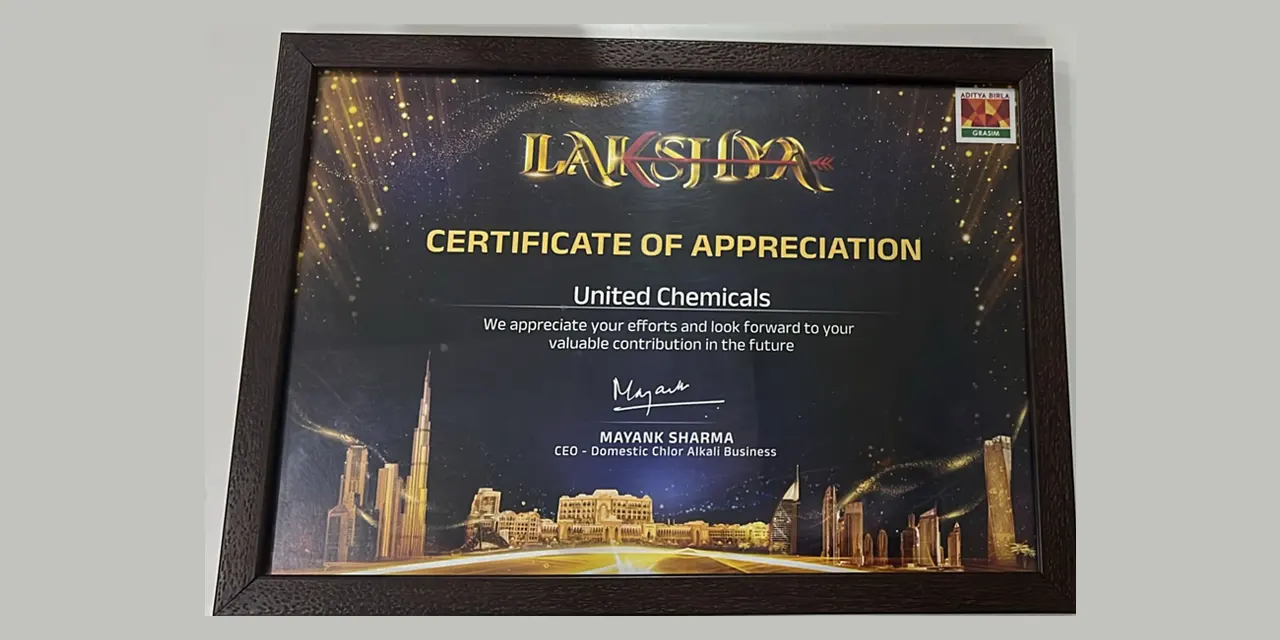 ADITYA BIRLA
GRASIM
LAKSHYA
CERTIFICATE OF APPRECIATION
United Chemicals
We appreciate your efforts and look forward to your
valuable contribution in the future
Mayank
MAYANK SHARMA
CEO - Domestic Chlor Alkali Business